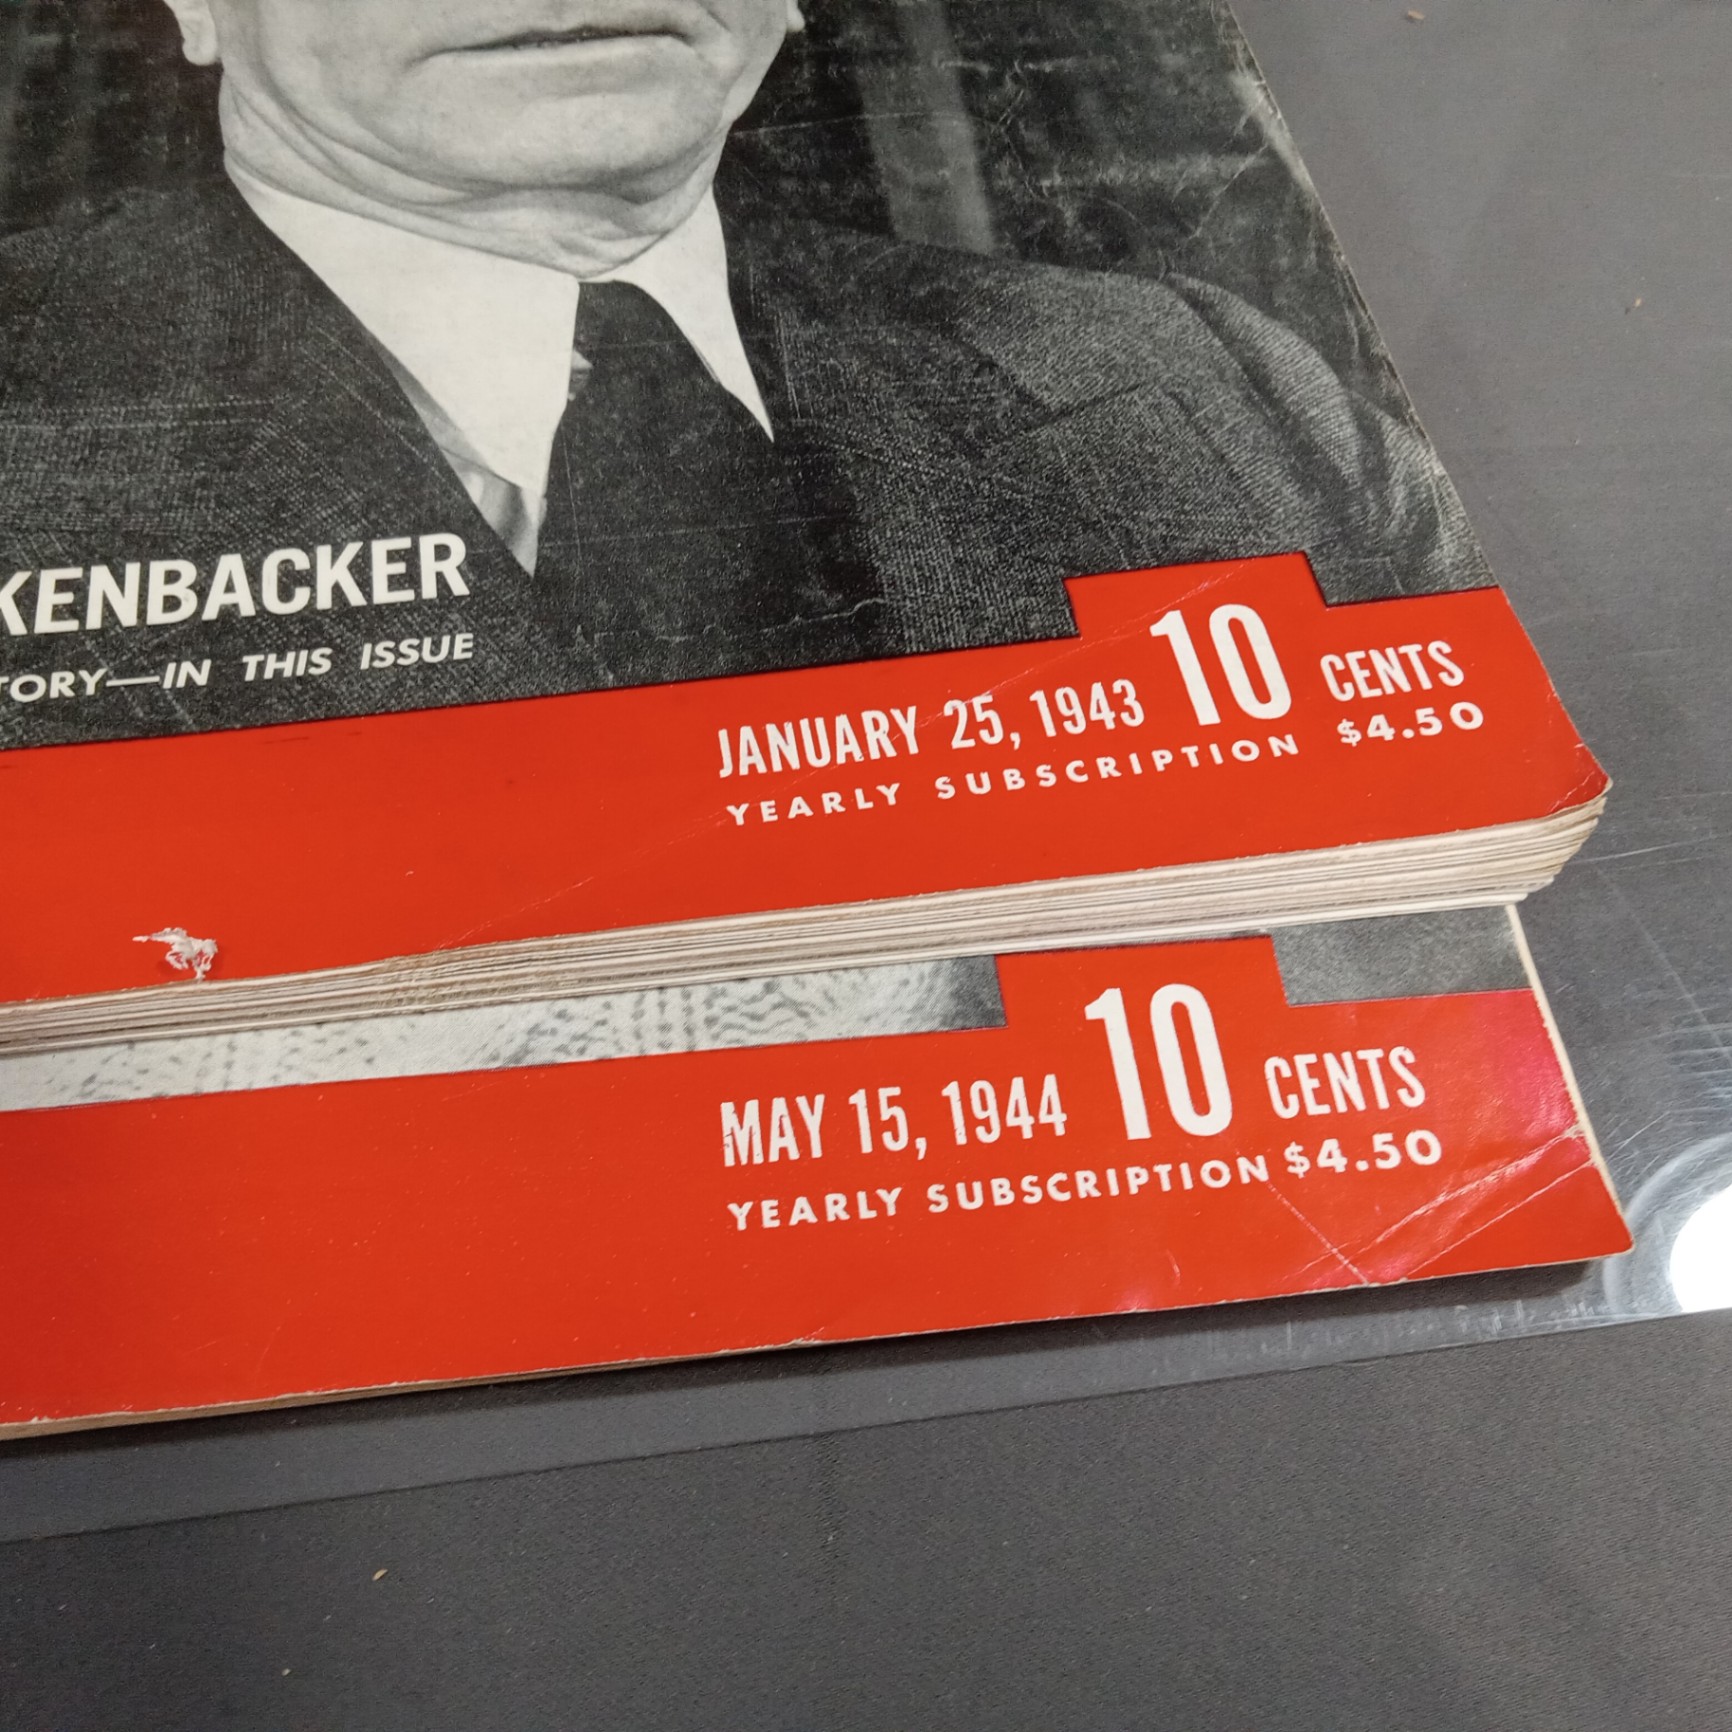 KENBACKER
TORY—IN THIS ISSUE
JANUARY 25, 1943 10 CENTS
YEARLY SUBSCRIPTION $4.50
MAY 15, 1944 10 CENTS
YEARLY SUBSCRIPTION $4.50